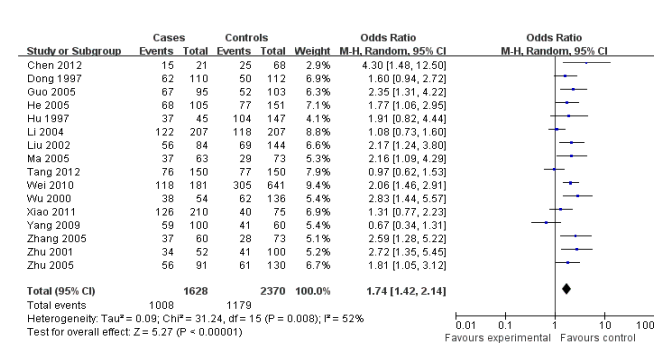 Cases Controls Odds Ratio Odds Ratio
Study or Subgroup Events Total Events Total Weight M-H, Random, 95% CI M-H, Random, 95% CI
Chen 2012 15 21 25 68 2.9% 4.30 [1.48, 12.50]
Dong 1997 62 110 50 112 7.6% 1.60 [0.94, 2.72]
Guo 2005 67 95 52 103 6.8% 2.35 [1.31, 4.22]
He 2005 68 105 77 151 7.8% 1.77 [1.06, 2.95]
Hu 1997 37 45 104 147 4.2% 1.91 [0.82, 4.44]
Li 2004 122 207 118 207 9.8% 1.08 [0.73, 1.60]
Liu 2002 56 84 69 144 7.1% 2.17 [1.24, 3.80]
Ma 2005 37 63 29 73 5.8% 2.16 [1.09, 4.29]
Tang 2012 76 150 77 150 8.7% 0.97 [0.62, 1.53]
Wei 2010 118 181 305 641 10.6% 2.06 [1.46, 2.91]
Wu 2000 38 54 62 136 5.9% 2.83 [1.44, 5.57]
Xiao 2011 126 210 40 75 7.5% 1.31 [0.77, 2.23]
Yang 2009 59 100 41 60 6.0% 0.67 [0.34, 1.31]
Zhang 2005 37 60 28 73 5.7% 2.59 [1.28, 5.22]
Zhu 2001 34 52 41 100 5.7% 2.72 [1.35, 5.45]
Zhu 2005 56 91 61 130 7.3% 1.81 [1.05, 3.12]
Total (95% CI) 1628 2370 100.0% 1.74 [1.42, 2.14]
Total events 1008 1179
Heterogeneity: Tau² = 0.09; Chi² = 31.24, df = 15 (P = 0.008); I² = 52%
Test for overall effect: Z = 5.27 (P < 0.00001)
0.01 0.1 1 10 100
Favours experimental Favours control